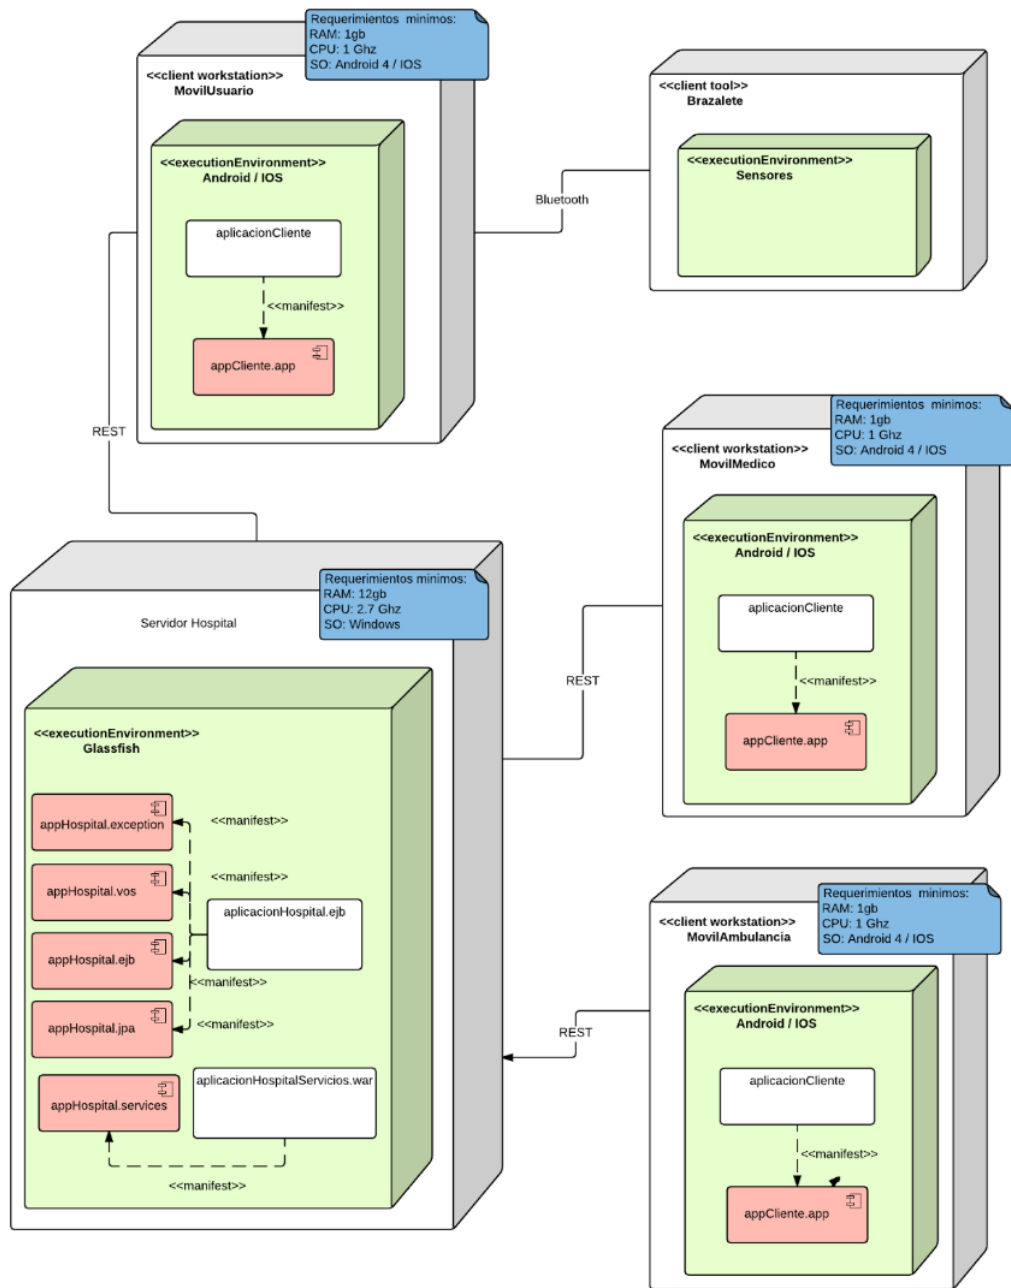 Requerimientos minimos:
RAM: 1gb
CPU: 1 Ghz
SO: Android 4 / IOS
<<client workstation>>
MovilUsuario
<<executionEnvironment>>
Android / IOS
aplicacionCliente
<<manifest>>
appCliente.app
<<client tool>>
Brazalete
<<executionEnvironment>>
Sensores
Bluetooth
REST
Requerimientos minimos:
RAM: 1gb
CPU: 1 Ghz
SO: Android 4 / IOS
<<client workstation>>
MovilMedico
<<executionEnvironment>>
Android / IOS
aplicacionCliente
<<manifest>>
appCliente.app
REST
Requerimientos minimos:
RAM: 12gb
CPU: 2.7 Ghz
SO: Windows
Servidor Hospital
<<executionEnvironment>>
Glassfish
appHospital.exception
<<manifest>>
appHospital.vos
<<manifest>>
aplicacionHospital.ejb
appHospital.ejb
<<manifest>>
appHospital.jpa
<<manifest>>
aplicacionHospitalServicios.war
appHospital.services
<<manifest>>
REST
Requerimientos minimos:
RAM: 1gb
CPU: 1 Ghz
SO: Android 4 / IOS
<<client workstation>>
MovilAmbulancia
<<executionEnvironment>>
Android / IOS
aplicacionCliente
<<manifest>>
appCliente.app